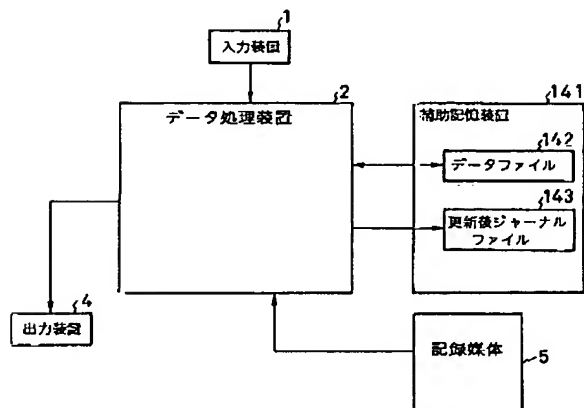 1
入力装置
2
データ処理装置
141
補助記憶装置
142
データファイル
143
更新後ジャーナル
ファイル
4
出力装置
記録媒体
5